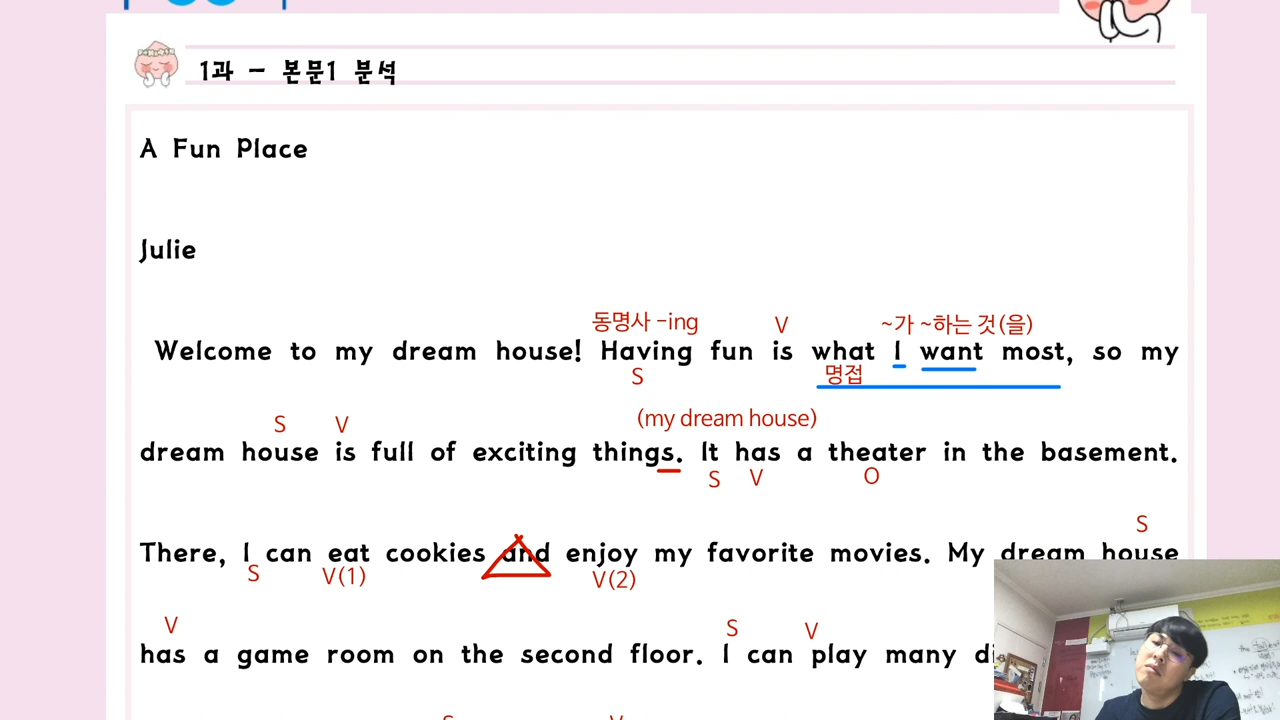 1과 - 본문1 분석
A Fun Place
Julie
동명사 -ing V ~가 ~하는 것(을)
Welcome to my dream house! Having fun is what I want most, so my
S 명접
(my dream house)
S V
dream house is full of exciting things. It has a theater in the basement.
S V O
S
There, I can eat cookies and enjoy my favorite movies. My dream house
S V(1) V(2)
V S V
has a game room on the second floor. I can play many